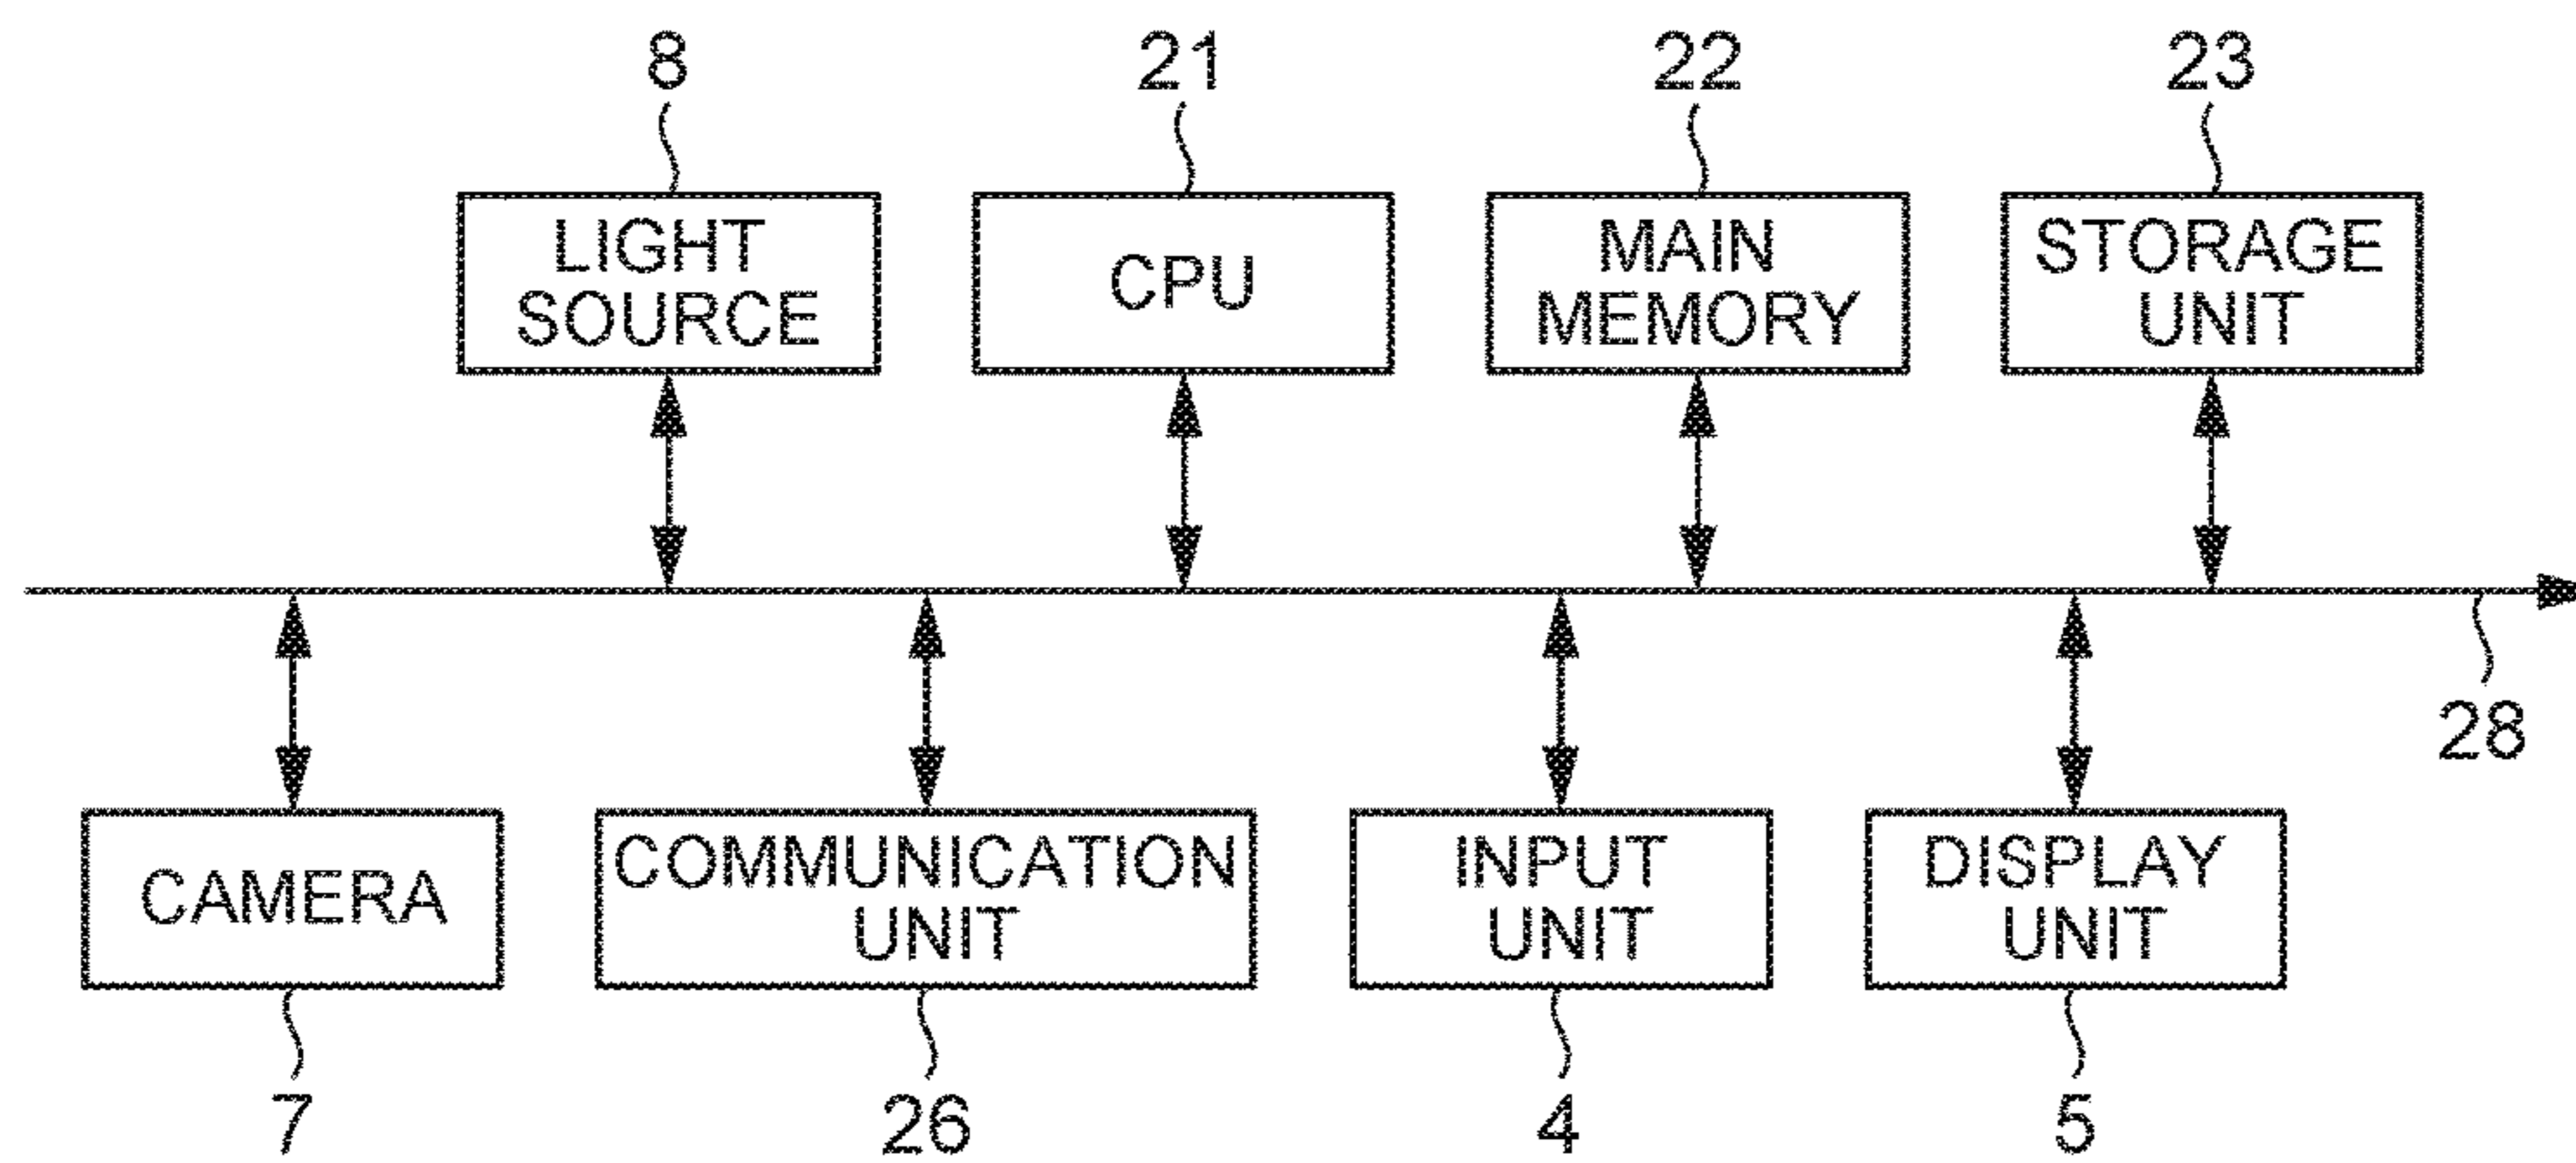 8 21 22 23
LIGHT SOURCE
CPU
MAIN MEMORY
STORAGE UNIT
28
CAMERA
COMMUNICATION UNIT
INPUT UNIT
DISPLAY UNIT
7 26 4 5